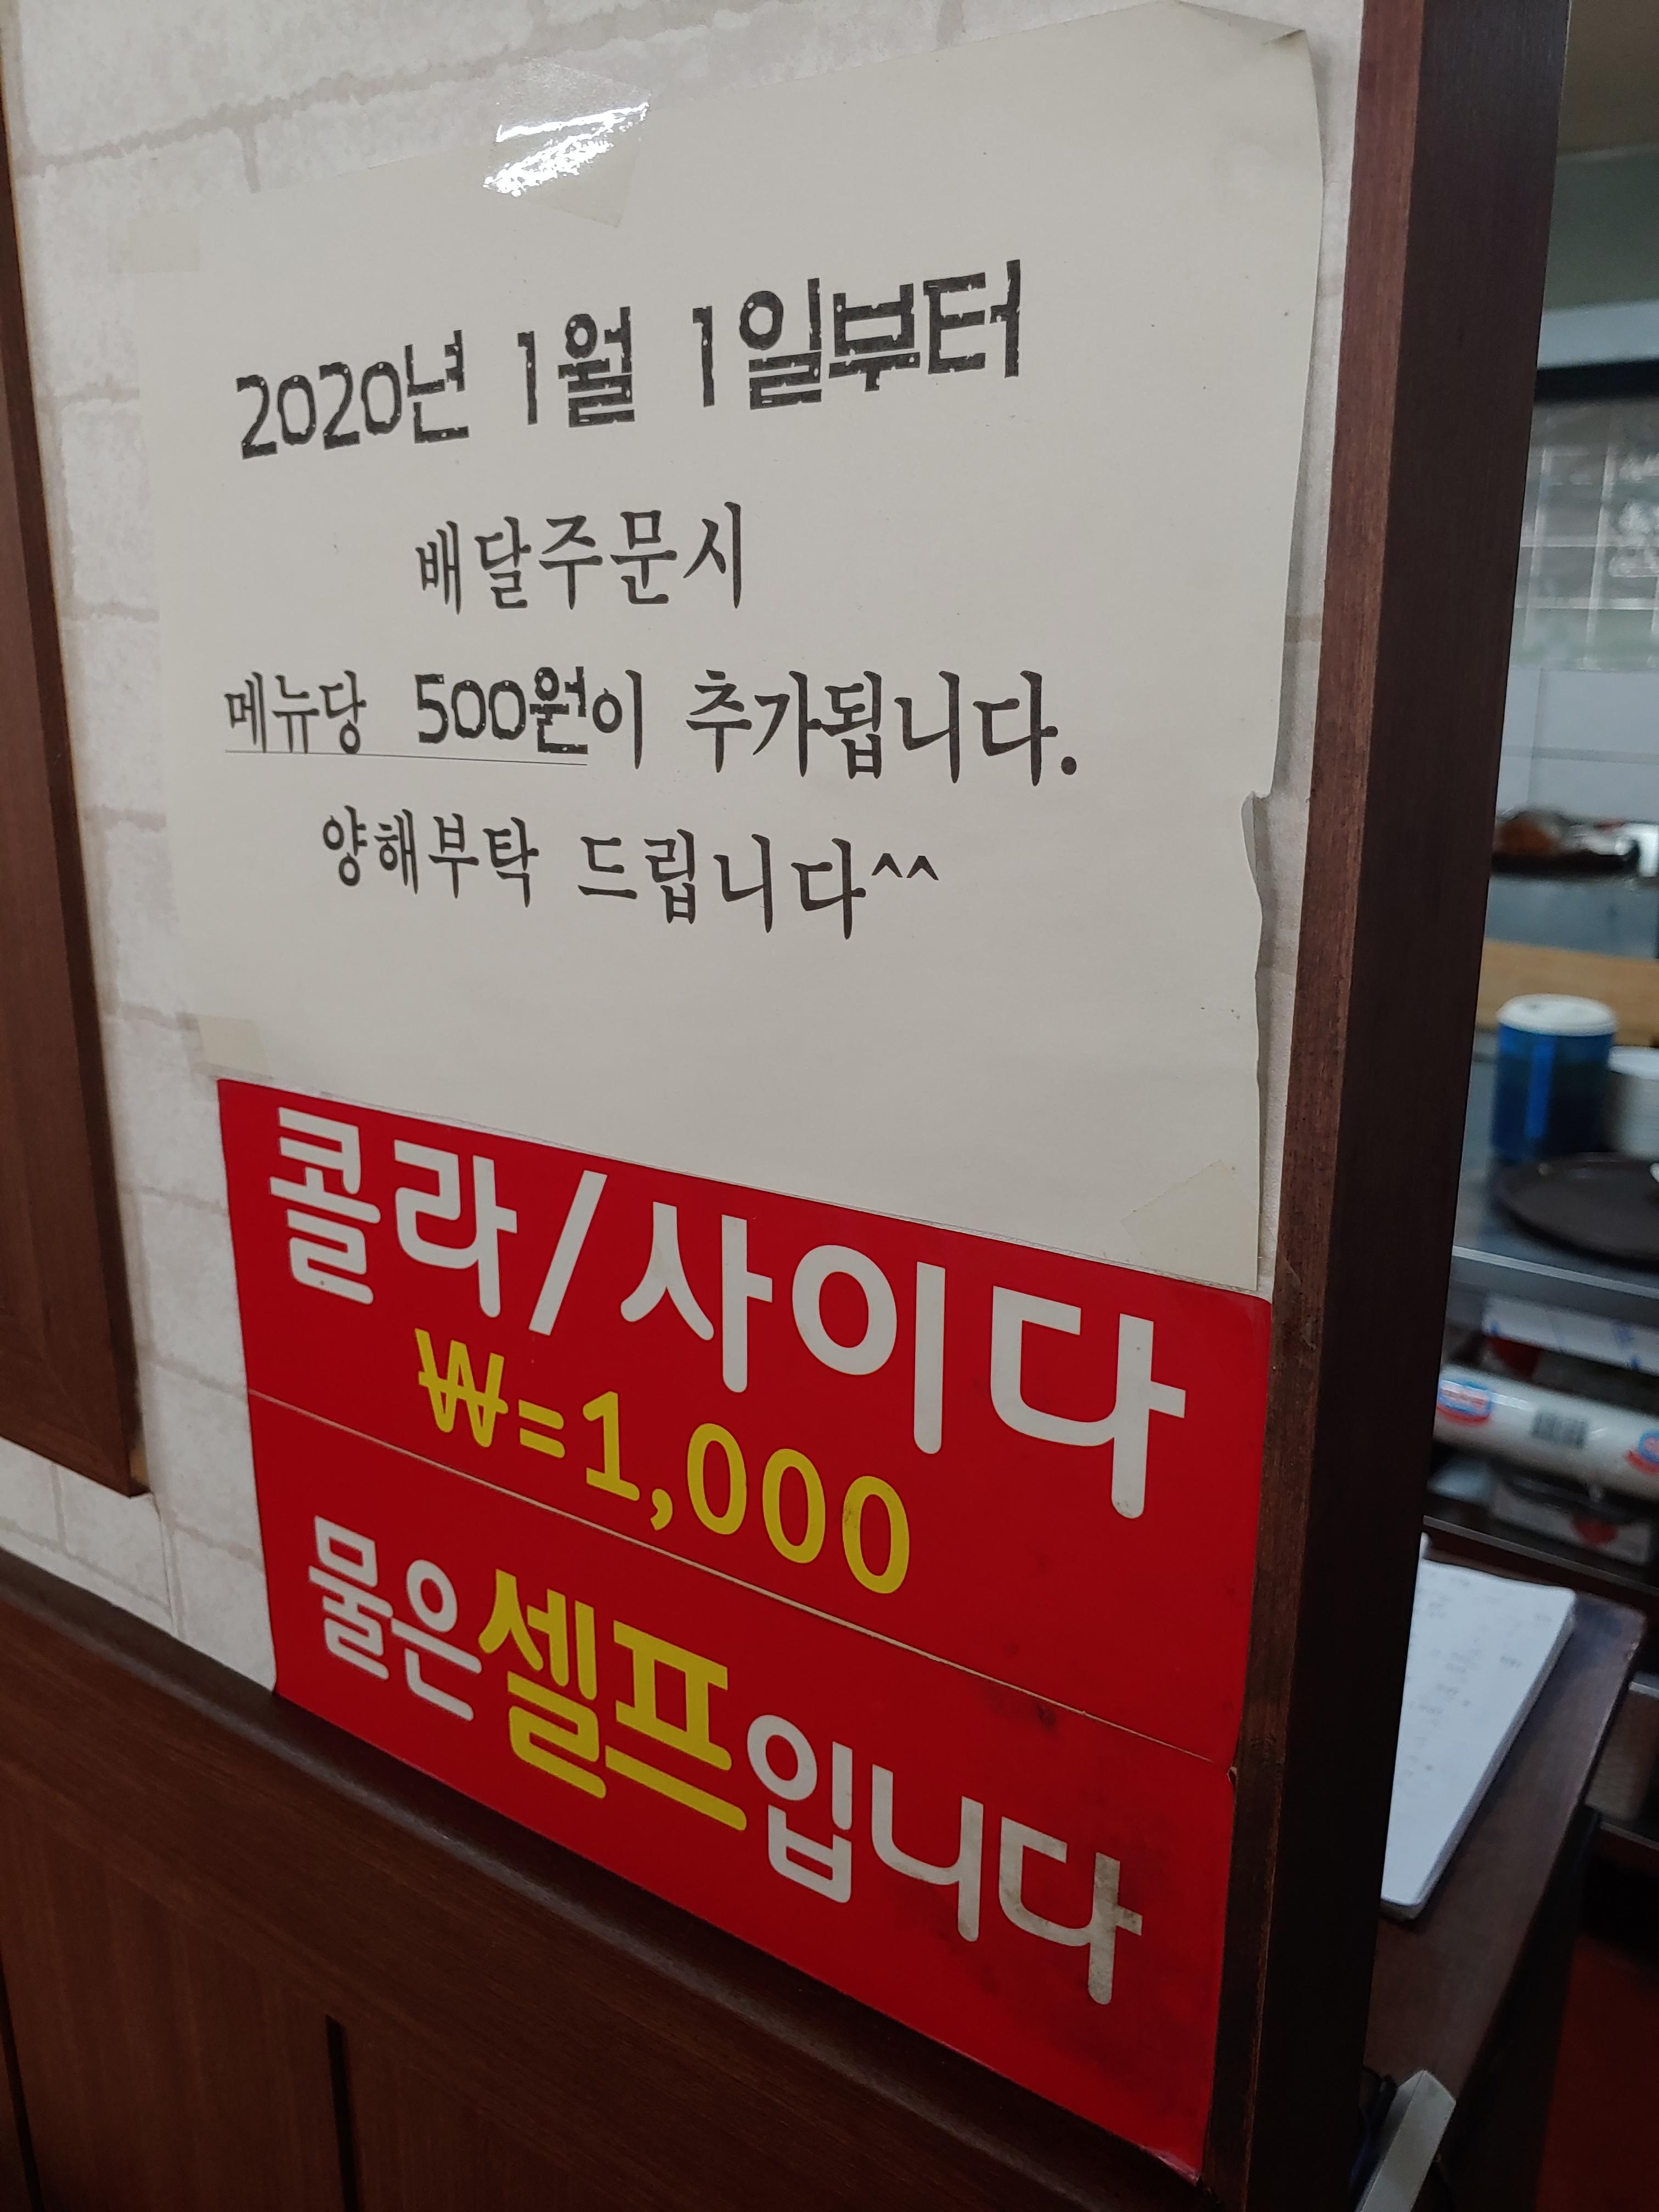 2020년 1월 1일부터
배달주문시
메뉴당 500원이 추가됩니다.
양해부탁 드립니다^^
콜라/사이다
₩=1,000
물은셀프입니다